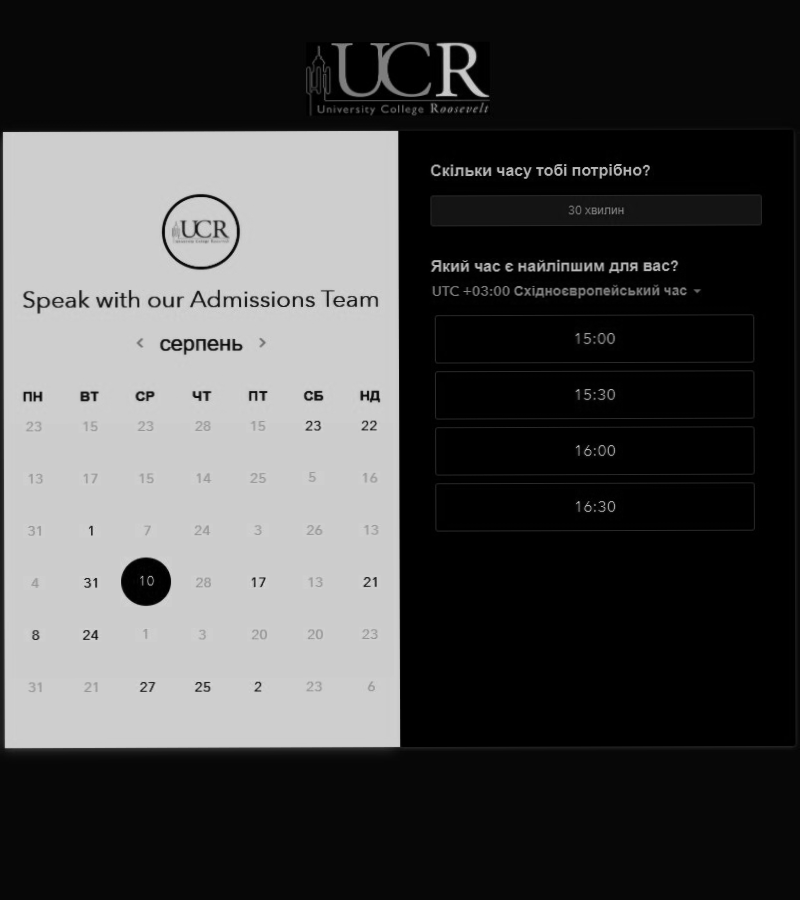 UCR
University College Roosevelt
UCR
University College Roosevelt
Speak with our Admissions Team
серпень
ПН ВТ СР ЧТ ПТ СБ НД
23 15 23 28 15 23 22
13 17 15 14 25 5 16
31 1 7 24 3 26 13
4 31 10 28 17 13 21
8 24 1 3 20 20 23
31 21 27 25 2 23 6
Скільки часу тобі потрібно?
30 хвилин
Який час є найліпшим для вас?
UTC +03:00 Східноєвропейський час
15:00
15:30
16:00
16:30